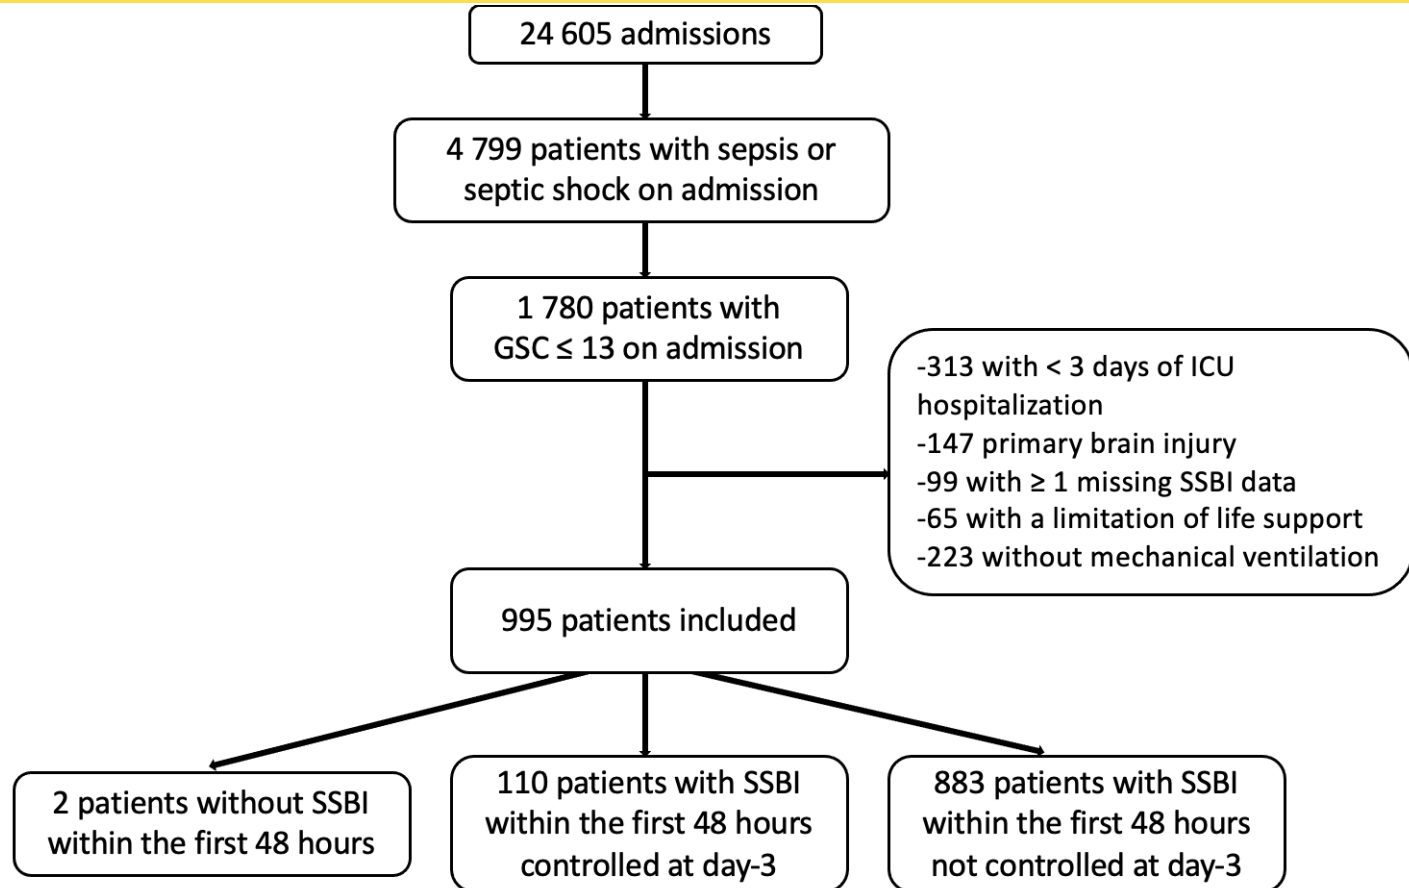 24 605 admissions
4 799 patients with sepsis or
septic shock on admission
1 780 patients with
GSC ≤ 13 on admission
-313 with < 3 days of ICU
hospitalization
-147 primary brain injury
-99 with ≥ 1 missing SSBI data
-65 with a limitation of life support
-223 without mechanical ventilation
995 patients included
2 patients without SSBI
within the first 48 hours
110 patients with SSBI
within the first 48 hours
controlled at day-3
883 patients with SSBI
within the first 48 hours
not controlled at day-3